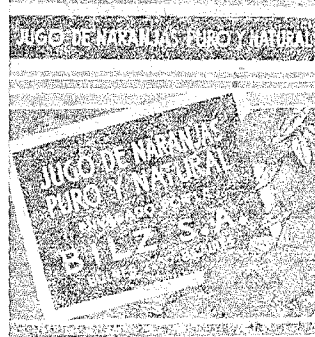 JUGO DE NARANJAS PURO Y NATURAL
JUGO DE NARANJAS
PURO Y NATURAL
BILZ S.A.